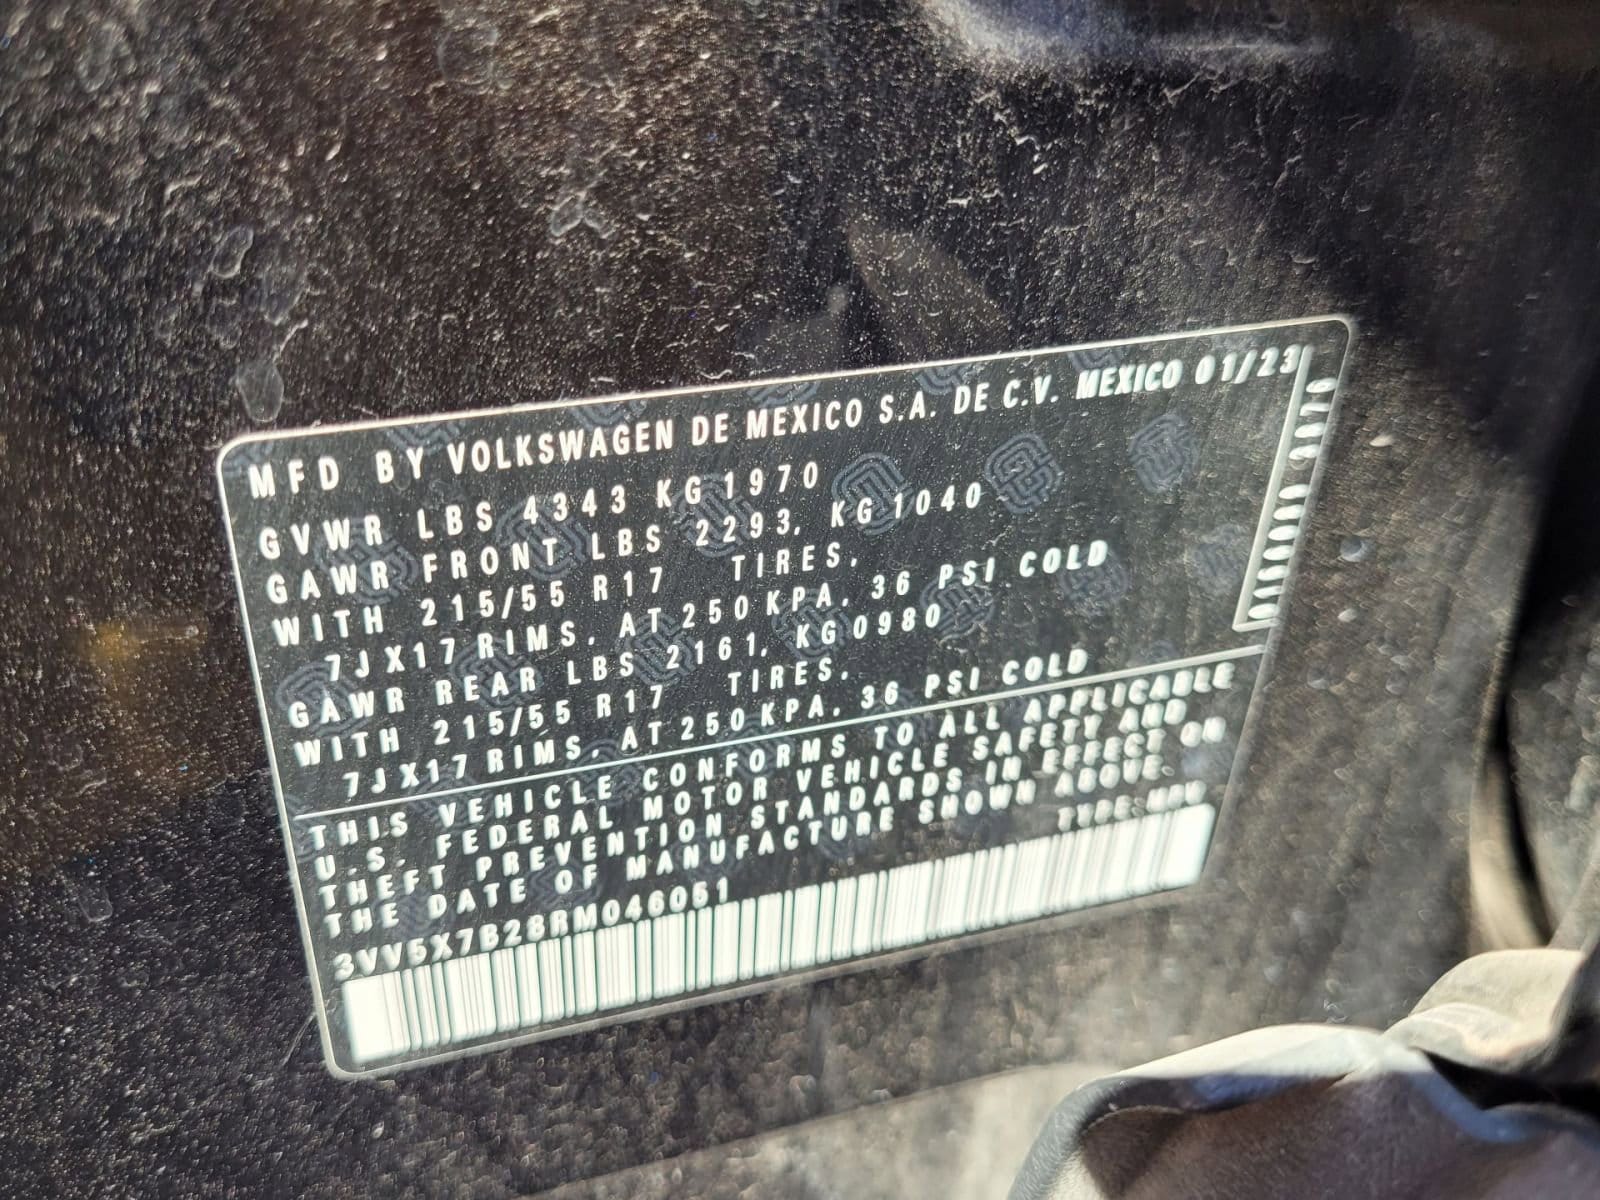 MFD BY VOLKSWAGEN DE MEXICO S.A. DE C.V. MEXICO 01/23
GVWR LBS 4343 KG 1970
GAWR FRONT LBS 2293, KG 1040
WITH 215/55 R17 TIRES,
7JX17 RIMS, AT 250 KPA, 36 PSI COLD
GAWR REAR LBS 2161, KG 0980
WITH 215/55 R17 TIRES,
7JX17 RIMS, AT 250 KPA, 36 PSI COLD
THIS VEHICLE CONFORMS TO ALL APPLICABLE
U.S. FEDERAL MOTOR VEHICLE SAFETY AND
THEFT PREVENTION STANDARDS IN EFFECT ON
THE DATE OF MANUFACTURE SHOWN ABOVE.
TYPE:MPV
3VV5X7B28RM046051